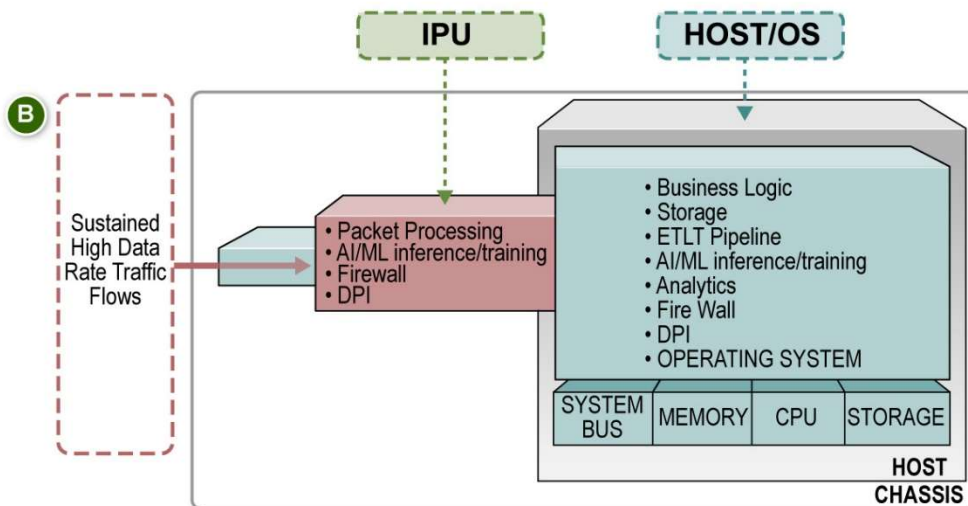 IPU
HOST/OS
B
Sustained
High Data
Rate Traffic
Flows
• Packet Processing
• AI/ML inference/training
• Firewall
• DPI
• Business Logic
• Storage
• ETLT Pipeline
• AI/ML inference/training
• Analytics
• Fire Wall
• DPI
• OPERATING SYSTEM
SYSTEM
BUS
MEMORY
CPU
STORAGE
HOST
CHASSIS